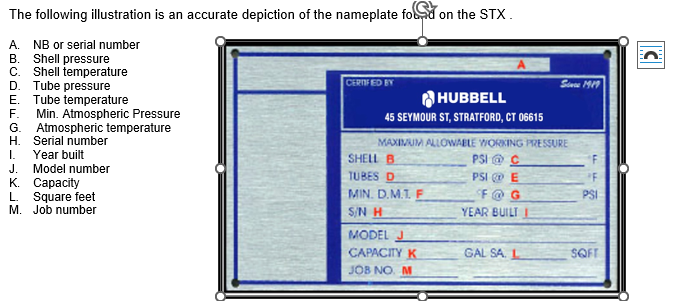 The following illustration is an accurate depiction of the nameplate found on the STX .
A. NB or serial number
B. Shell pressure
C. Shell temperature
D. Tube pressure
E. Tube temperature
F. Min. Atmospheric Pressure
G. Atmospheric temperature
H. Serial number
I. Year built
J. Model number
K. Capacity
L. Square feet
M. Job number
A
CERTIFIED BY Since 1919
HUBBELL
45 SEYMOUR ST, STRATFORD, CT 06615
MAXIMUM ALLOWABLE WORKING PRESSURE
SHELL B PSI @ C °F
TUBES D PSI @ E °F
MIN. D.M.T. F °F @ G PSI
S/N H YEAR BUILT I
MODEL J
CAPACITY K GAL SA. L SQFT
JOB NO. M